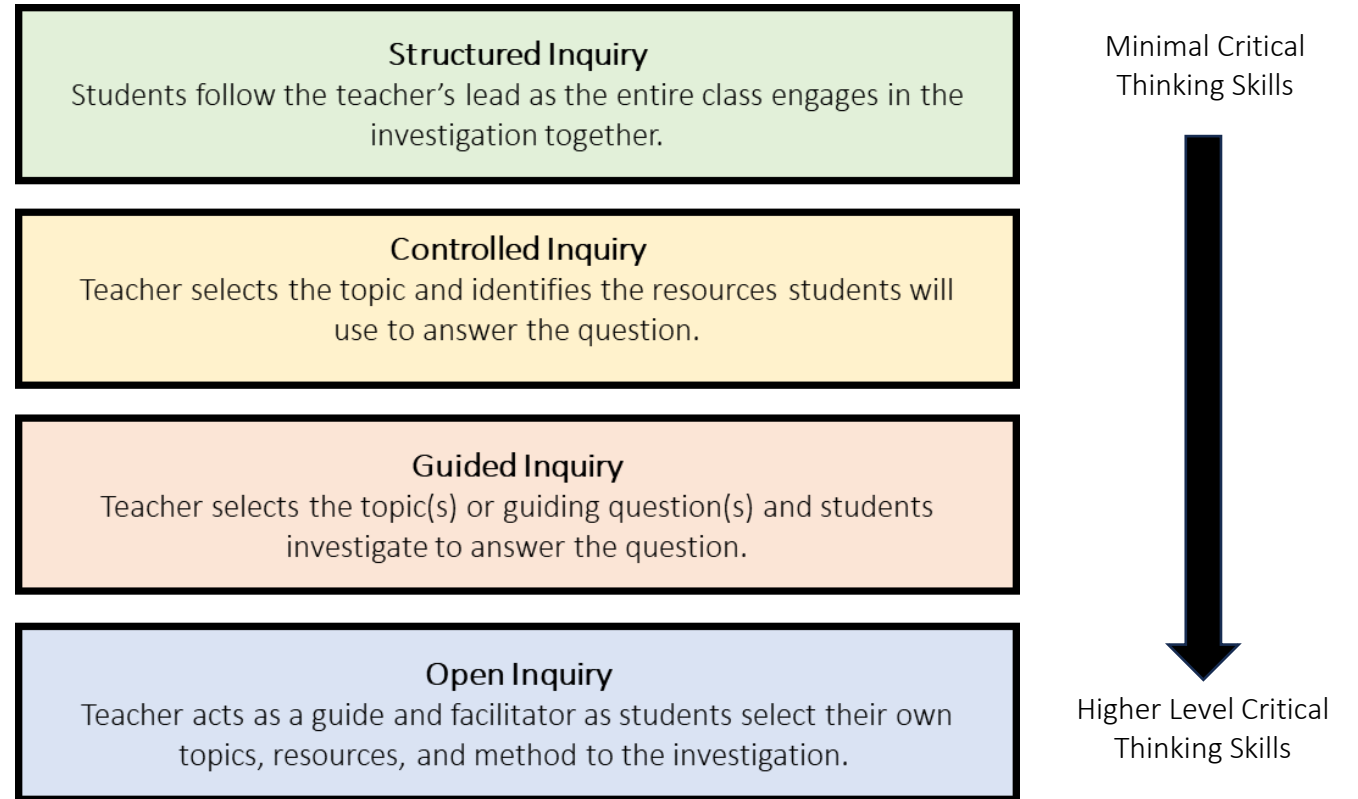 Structured Inquiry
Students follow the teacher’s lead as the entire class engages in the
investigation together.
Controlled Inquiry
Teacher selects the topic and identifies the resources students will
use to answer the question.
Guided Inquiry
Teacher selects the topic(s) or guiding question(s) and students
investigate to answer the question.
Open Inquiry
Teacher acts as a guide and facilitator as students select their own
topics, resources, and method to the investigation.
Minimal Critical
Thinking Skills
Higher Level Critical
Thinking Skills